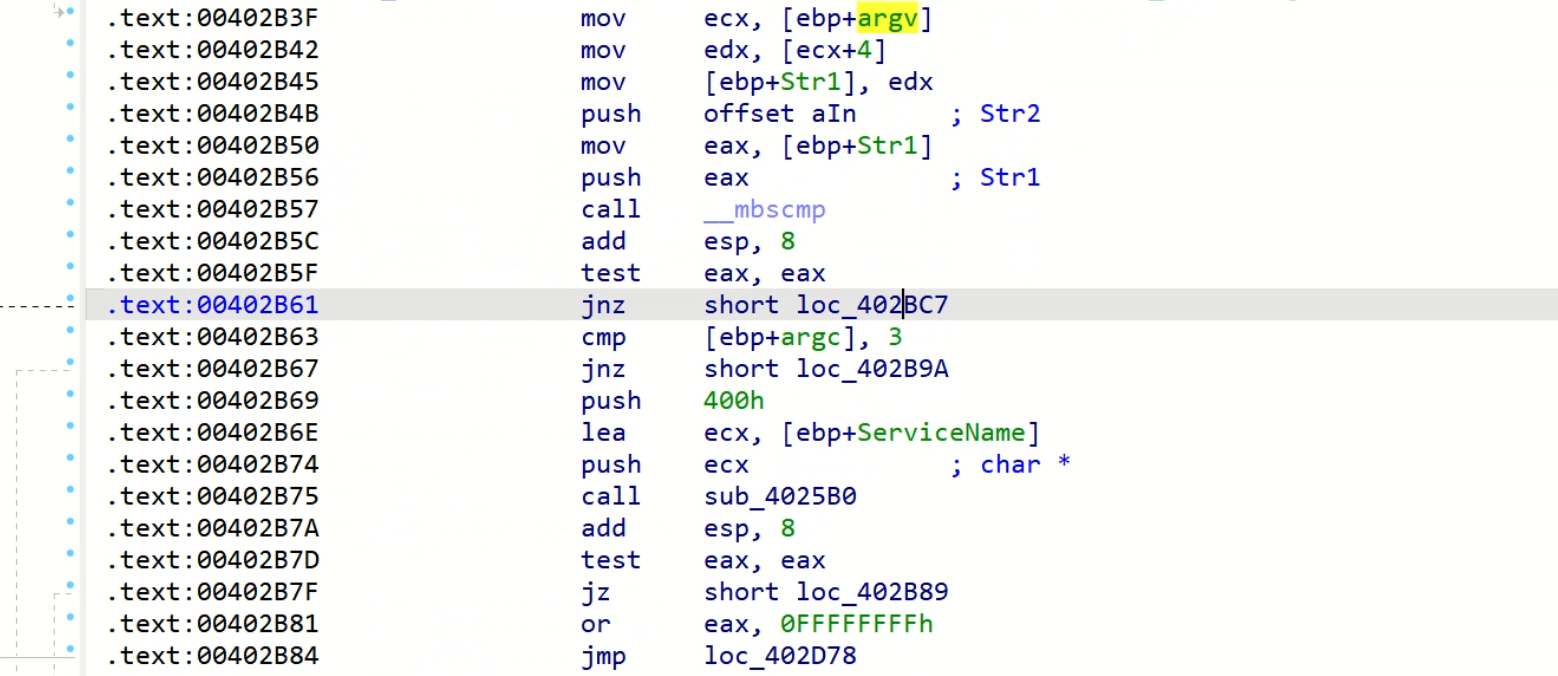 .text:00402B3F mov ecx, [ebp+argv]
.text:00402B42 mov edx, [ecx+4]
.text:00402B45 mov [ebp+Str1], edx
.text:00402B4B push offset aIn ; Str2
.text:00402B50 mov eax, [ebp+Str1]
.text:00402B56 push eax ; Str1
.text:00402B57 call __mbscmp
.text:00402B5C add esp, 8
.text:00402B5F test eax, eax
.text:00402B61 jnz short loc_402BC7
.text:00402B63 cmp [ebp+argc], 3
.text:00402B67 jnz short loc_402B9A
.text:00402B69 push 400h
.text:00402B6E lea ecx, [ebp+ServiceName]
.text:00402B74 push ecx ; char *
.text:00402B75 call sub_4025B0
.text:00402B7A add esp, 8
.text:00402B7D test eax, eax
.text:00402B7F jz short loc_402B89
.text:00402B81 or eax, 0FFFFFFFFh
.text:00402B84 jmp loc_402D78